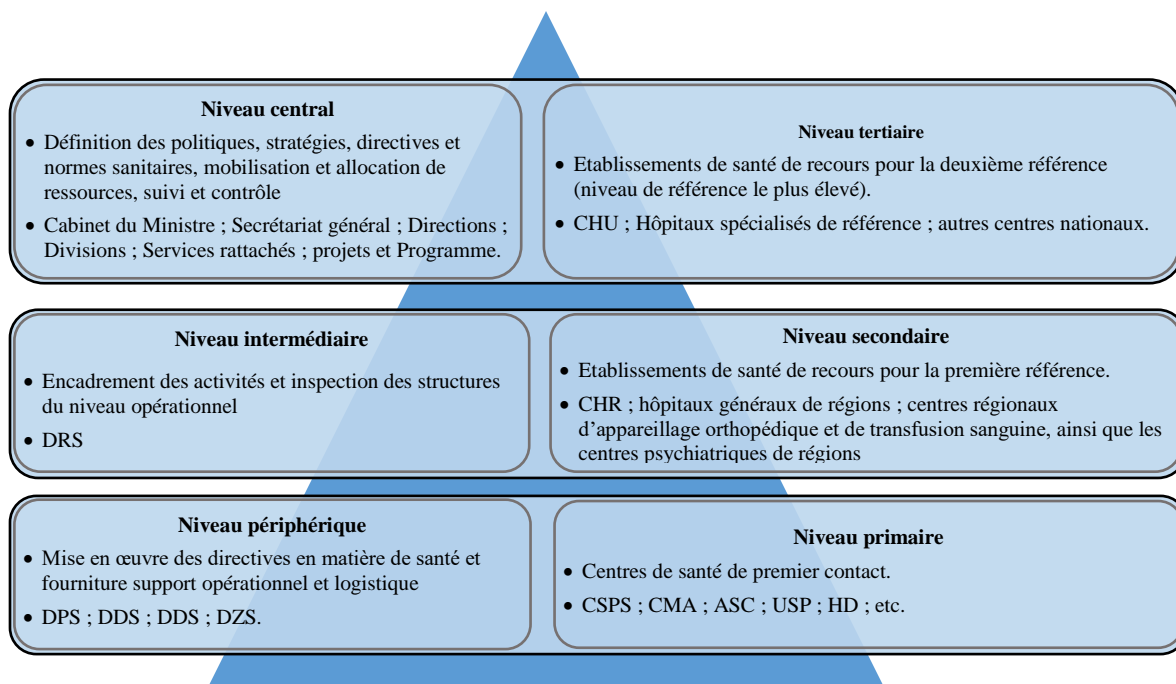 Niveau central
• Définition des politiques, stratégies, directives et
normes sanitaires, mobilisation et allocation de
ressources, suivi et contrôle
• Cabinet du Ministre ; Secrétariat général ; Directions ;
Divisions ; Services rattachés ; projets et Programme.
Niveau tertiaire
• Etablissements de santé de recours pour la deuxième référence
(niveau de référence le plus élevé).
• CHU ; Hôpitaux spécialisés de référence ; autres centres nationaux.
Niveau intermédiaire
• Encadrement des activités et inspection des structures
du niveau opérationnel
• DRS
Niveau secondaire
• Etablissements de santé de recours pour la première référence.
• CHR ; hôpitaux généraux de régions ; centres régionaux
d’appareillage orthopédique et de transfusion sanguine, ainsi que les
centres psychiatriques de régions
Niveau périphérique
• Mise en œuvre des directives en matière de santé et
fourniture support opérationnel et logistique
• DPS ; DDS ; DDS ; DZS.
Niveau primaire
• Centres de santé de premier contact.
• CSPS ; CMA ; ASC ; USP ; HD ; etc.